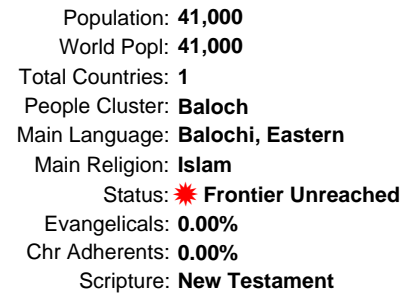 Population: 41,000
World Popl: 41,000
Total Countries: 1
People Cluster: Baloch
Main Language: Balochi, Eastern
Main Religion: Islam
Status: Frontier Unreached
Evangelicals: 0.00%
Chr Adherents: 0.00%
Scripture: New Testament